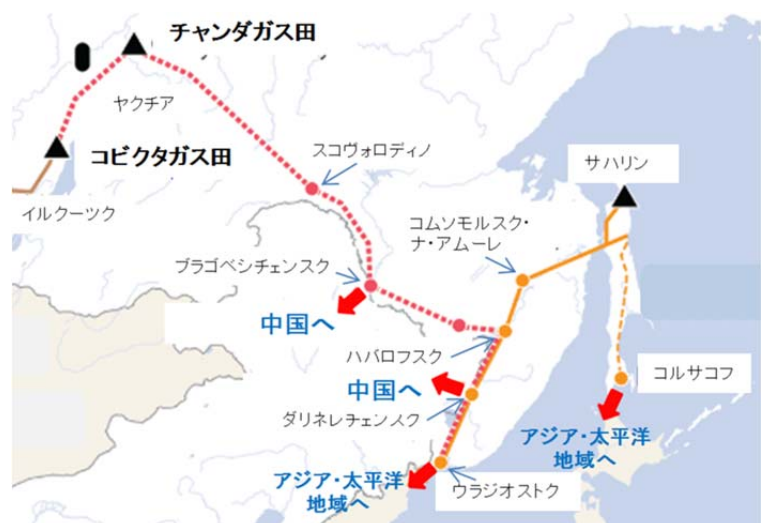 チャンダガス田
ヤクチア
コビクタガス田
スコヴォロディノ
サハリン
イルクーツク
コムソモルスク・
ナ・アムーレ
ブラゴベシチェンスク
中国へ
ハバロフスク
中国へ
コルサコフ
ダリネレチェンスク
アジア・太平洋
地域へ
アジア・太平洋
地域へ
ウラジオストク